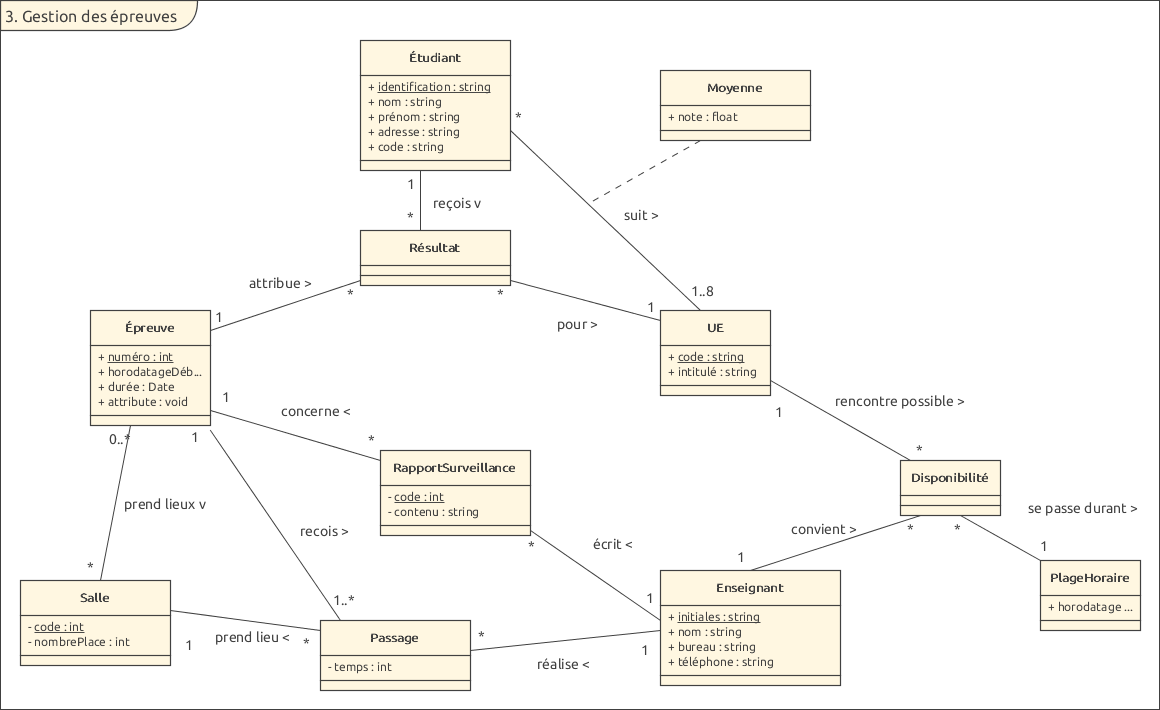 3. Gestion des épreuves
Étudiant
+ identification : string
+ nom : string
+ prénom : string
+ adresse : string
+ code : string
Moyenne
+ note : float
*
1
reçois v
*
suit >
Résultat
attribue >
*
*
1
pour >
1
1..8
Épreuve
+ numéro : int
+ horodatageDéb...
+ durée : Date
+ attribute : void
UE
+ code : string
+ intitulé : string
1
concerne <
*
rencontre possible >
1
*
0..*
1
RapportSurveillance
- code : int
- contenu : string
Disponibilité
prend lieux v
recois >
*
écrit <
convient >
*
*
se passe durant >
1
1
*
1..*
1
Salle
- code : int
- nombrePlace : int
Enseignant
+ initiales : string
+ nom : string
+ bureau : string
+ téléphone : string
PlageHoraire
+ horodatage ...
1
prend lieu <
*
Passage
- temps : int
*
réalise <
1